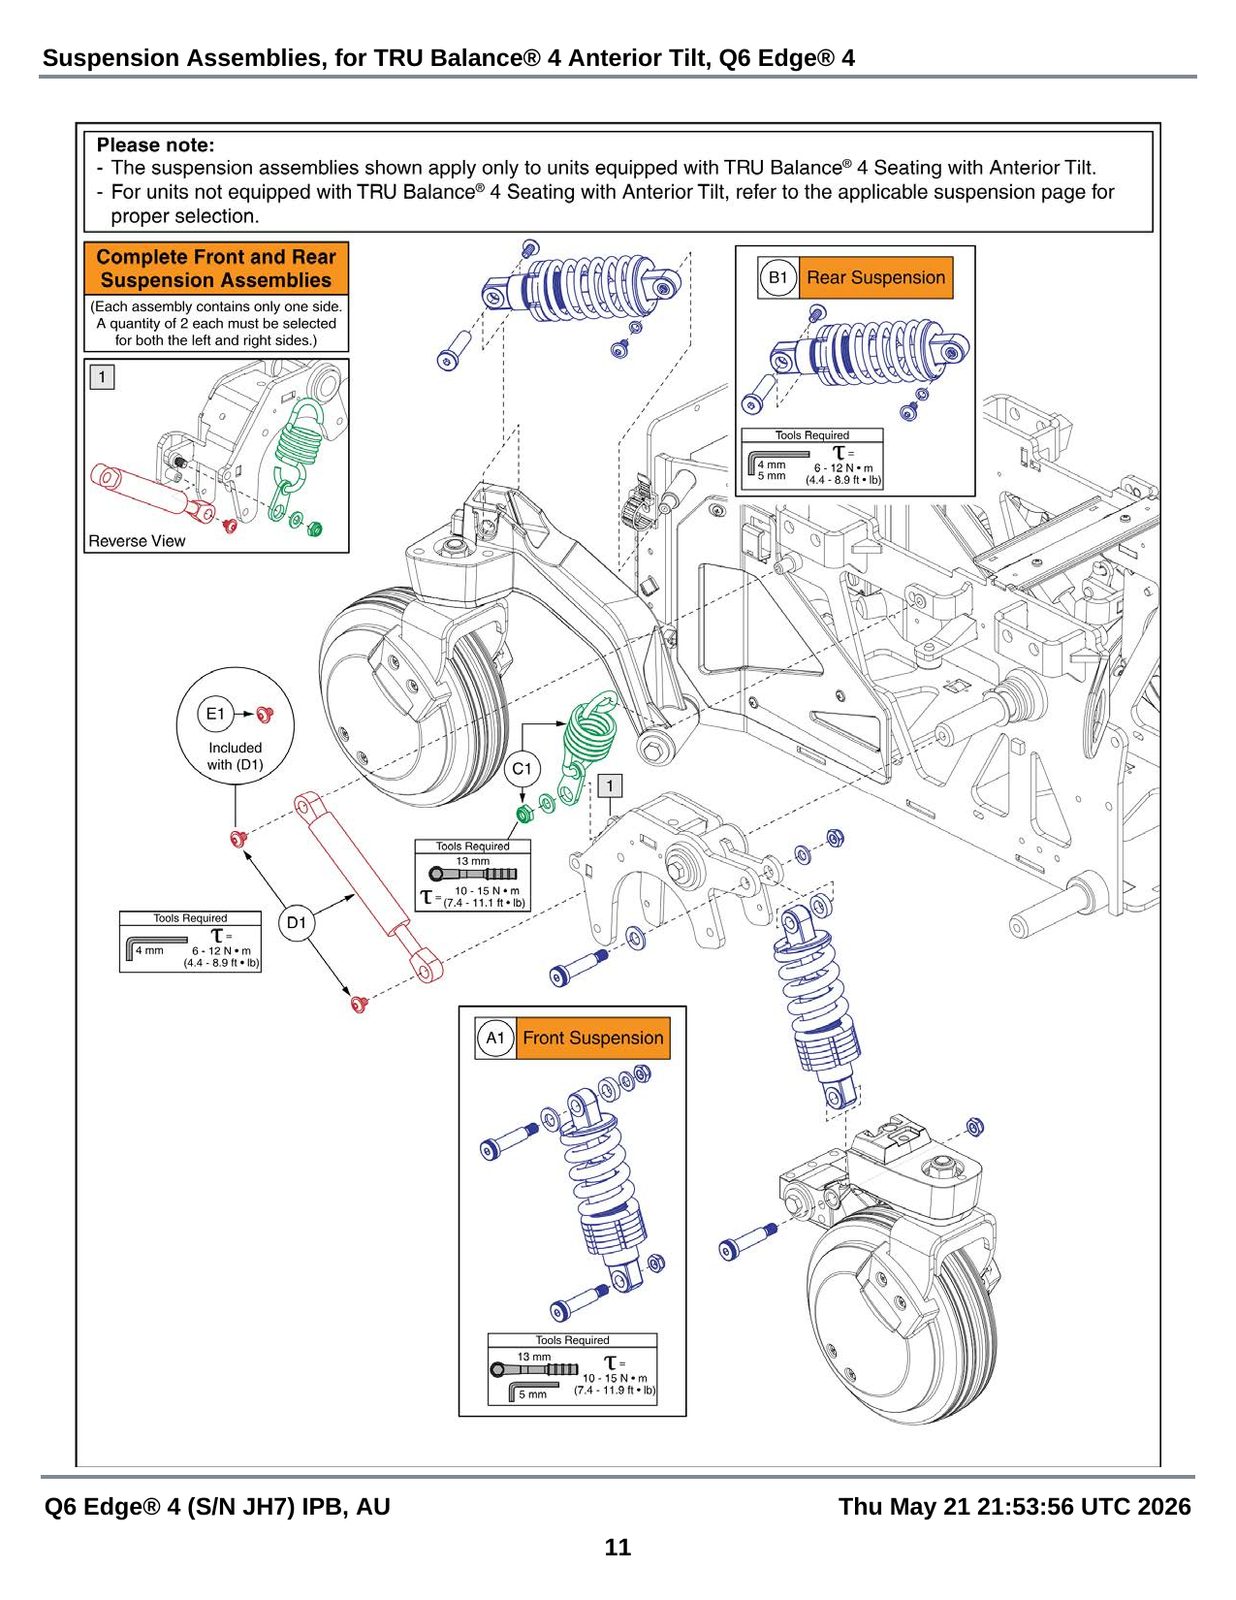 Suspension Assemblies, for TRU Balance® 4 Anterior Tilt, Q6 Edge® 4
Please note:
- The suspension assemblies shown apply only to units equipped with TRU Balance® 4 Seating with Anterior Tilt.
- For units not equipped with TRU Balance® 4 Seating with Anterior Tilt, refer to the applicable suspension page for
proper selection.
Complete Front and Rear
Suspension Assemblies
(Each assembly contains only one side.
A quantity of 2 each must be selected
for both the left and right sides.)
1
Reverse View
B1 Rear Suspension
Tools Required
4 mm
5 mm
τ =
6 - 12 N • m
(4.4 - 8.9 ft • lb)
E1
Included
with (D1)
C1
1
Tools Required
13 mm
τ = 10 - 15 N • m
(7.4 - 11.1 ft • lb)
D1
Tools Required
4 mm
τ =
6 - 12 N • m
(4.4 - 8.9 ft • lb)
A1 Front Suspension
Tools Required
13 mm
5 mm
τ =
10 - 15 N • m
(7.4 - 11.9 ft • lb)
Q6 Edge® 4 (S/N JH7) IPB, AU
Thu May 21 21:53:56 UTC 2026
11